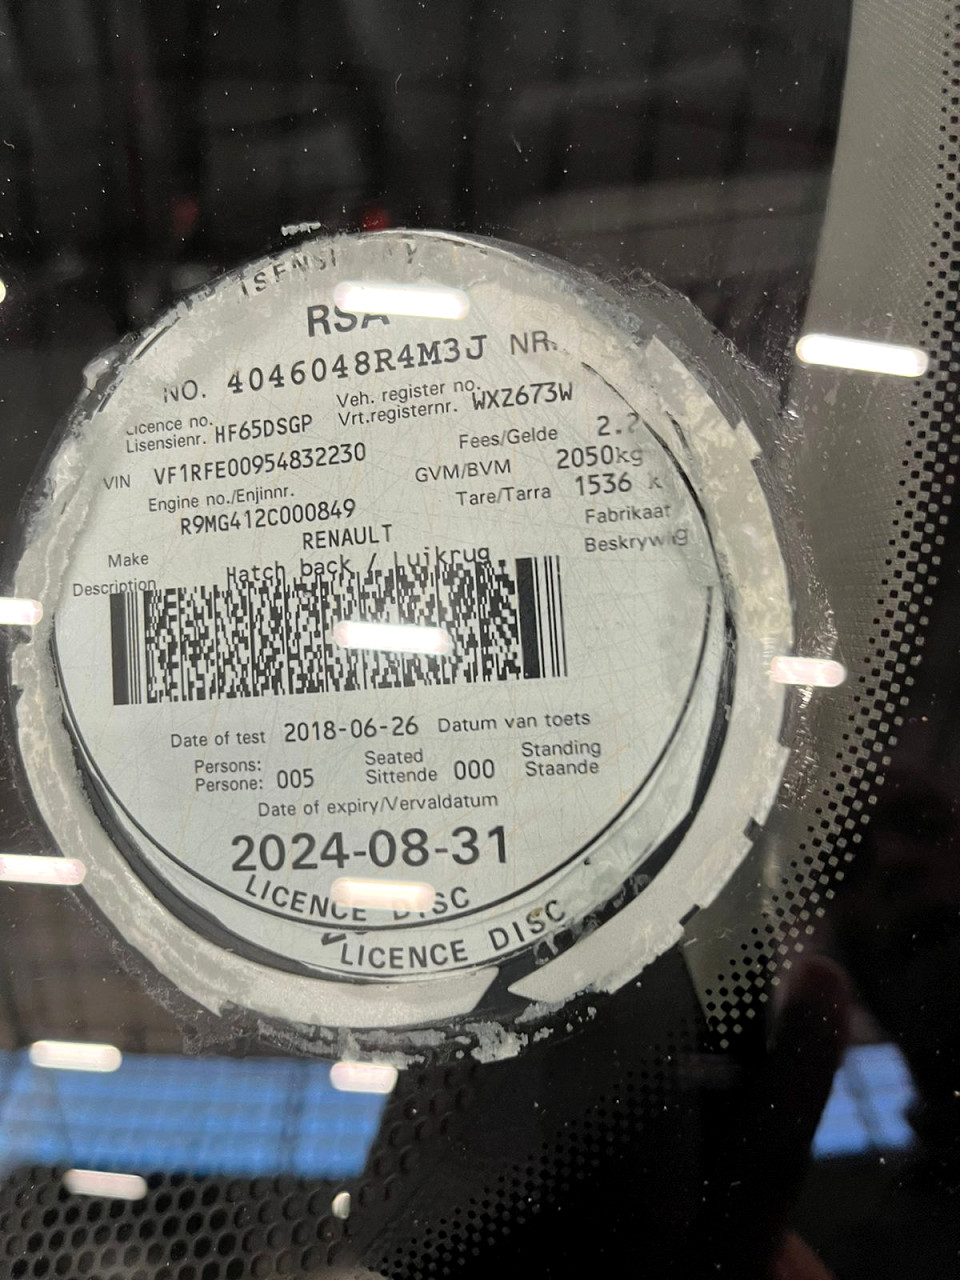 RSA
NO. 4046048R4M3J NR.
Licence no.
Lisensienr. HF65DSGP
Veh. register no.
Vrt.registernr. WXZ673W
VIN VF1RFE00954832230
Fees/Gelde
Engine no./Enjinnr.
GVM/BVM 2050kg
R9MG412C000849
Tare/Tarra 1536 k
Make RENAULT Fabrikaat
Description Hatch back / Luikrug Beskrywing
Date of test 2018-06-26 Datum van toets
Persons: Seated Standing
Persone: 005 Sittende 000 Staande
Date of expiry/Vervaldatum
2024-08-31
LICENCE DISC
LICENCE DISC